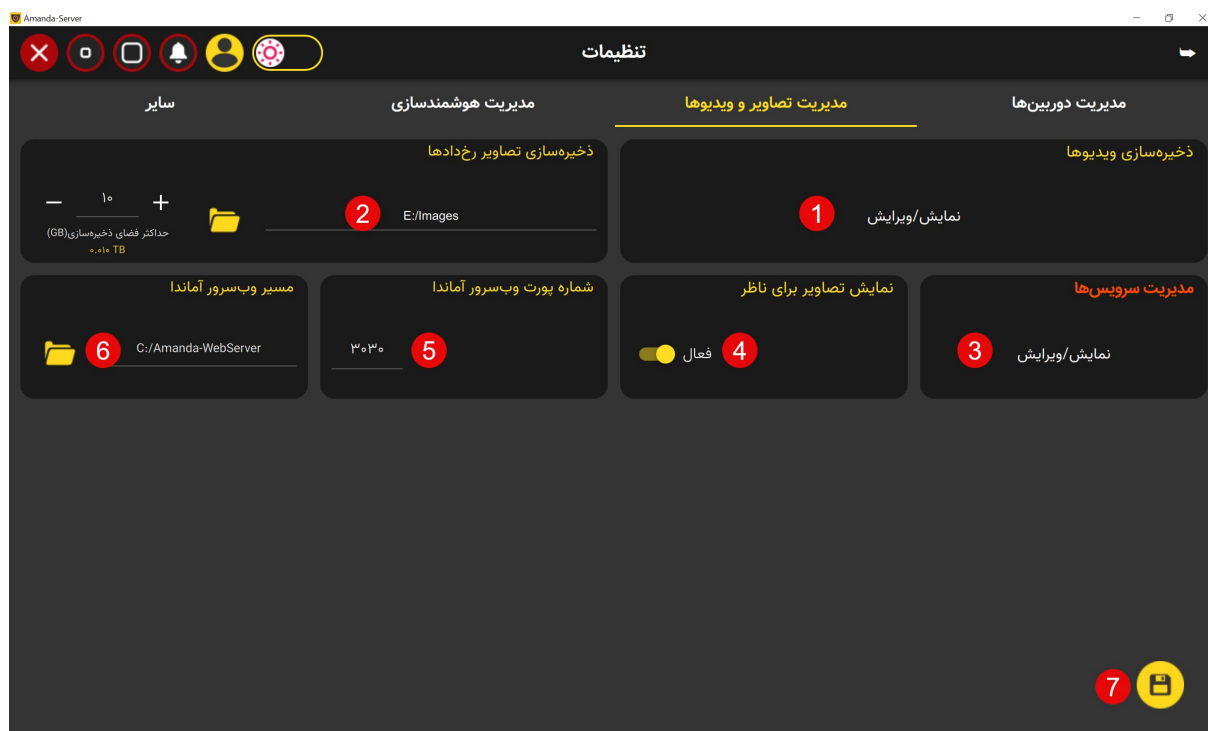 Amanda-Server
تنظیمات
مدیریت دوربین‌ها
مدیریت تصاویر و ویدیوها
مدیریت هوشمندسازی
سایر
ذخیره‌سازی ویدیوها
نمایش/ویرایش
1
ذخیره‌سازی تصاویر رخ‌دادها
E:/Images
2
۱۰
حداکثر فضای ذخیره‌سازی(GB)
۰.۰۱۰ TB
مدیریت سرویس‌ها
نمایش/ویرایش
3
نمایش تصاویر برای ناظر
4
فعال
شماره پورت وب‌سرور آماندا
5
۳۰۳۰
مسیر وب‌سرور آماندا
C:/Amanda-WebServer
6
7